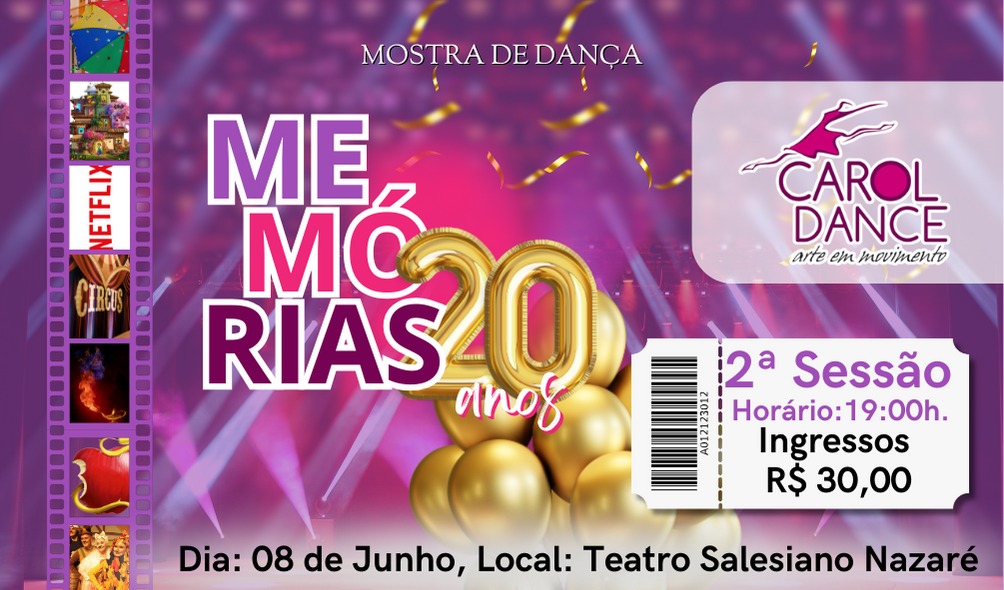 MOSTRA DE DANÇA
ME
MÓ
RIAS
20
anos
NETFLIX
CIRCUS
CAROL
DANCE
arte em movimento
A012123012
2ª Sessão
Horário:19:00h.
Ingressos
R$ 30,00
Dia: 08 de Junho, Local: Teatro Salesiano Nazaré